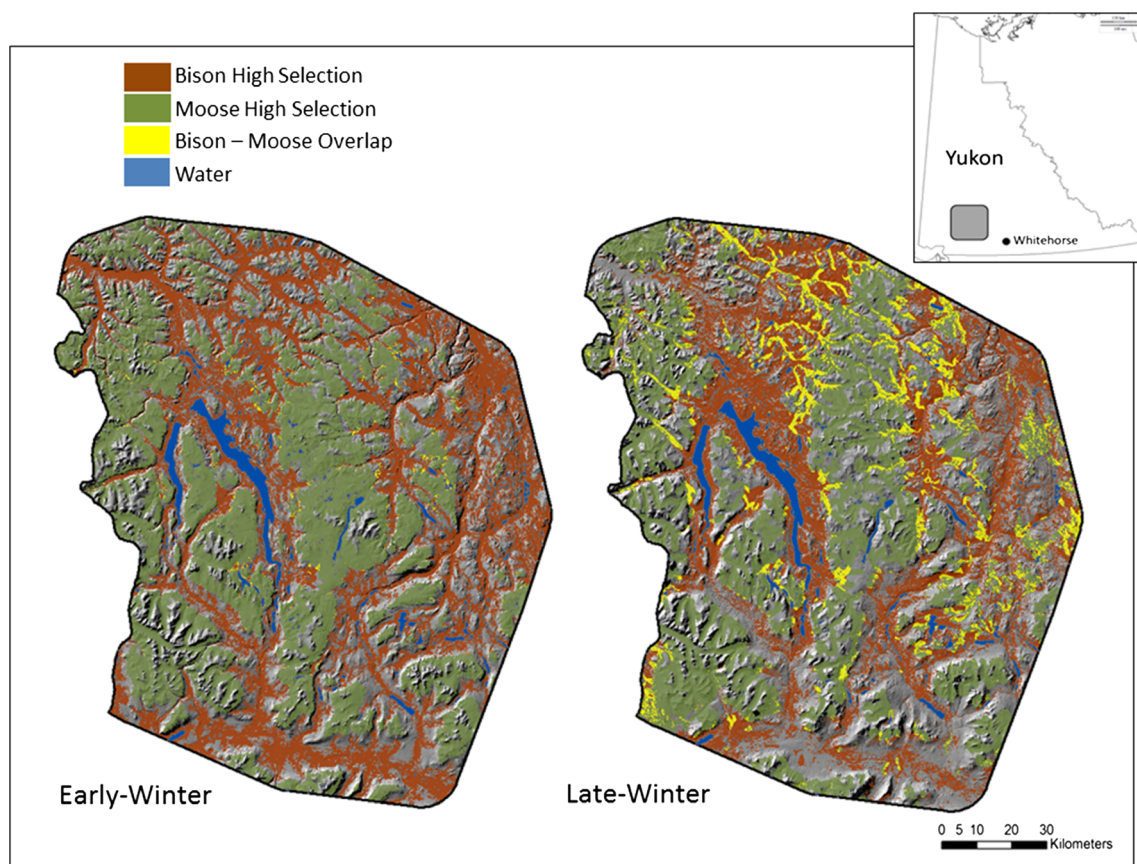 Bison High Selection
Moose High Selection
Bison – Moose Overlap
Water
Yukon
Whitehorse
Early-Winter
Late-Winter
0 5 10 20 30
Kilometers